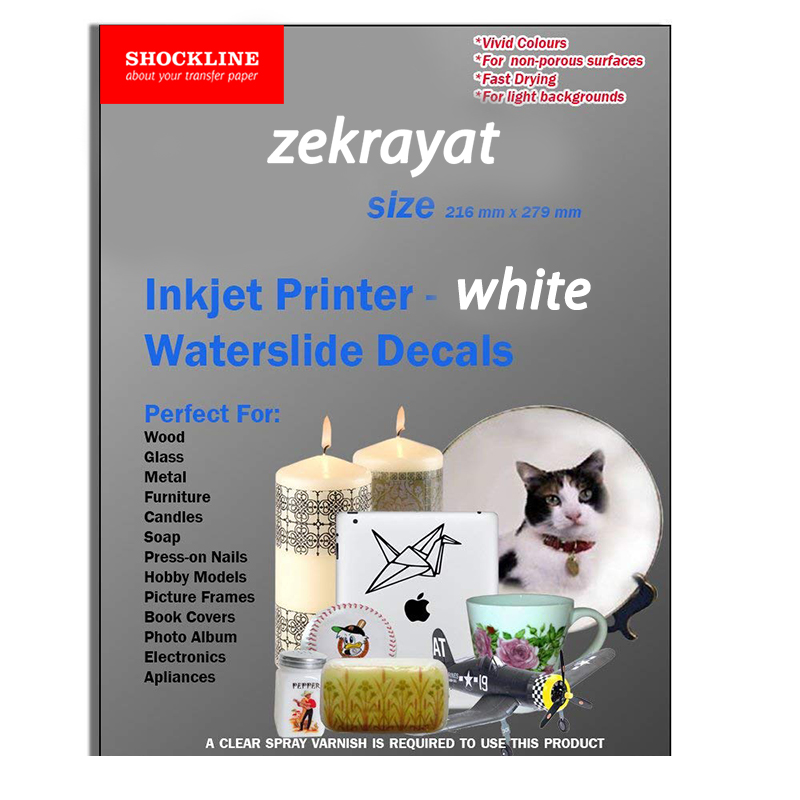 SHOCKLINE
about your transfer paper
*Vivid Colours
*For non-porous surfaces
*Fast Drying
*For light backgrounds
zekrayat
size 216 mm x 279 mm
Inkjet Printer - white
Waterslide Decals
Perfect For:
Wood
Glass
Metal
Furniture
Candles
Soap
Press-on Nails
Hobby Models
Picture Frames
Book Covers
Photo Album
Electronics
Apliances
AT
19
PEPPER
A CLEAR SPRAY VARNISH IS REQUIRED TO USE THIS PRODUCT